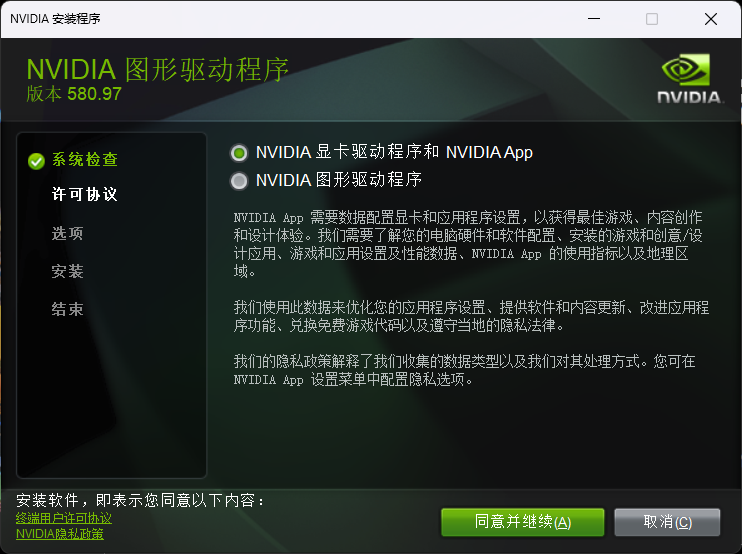 NVIDIA 安装程序
NVIDIA 图形驱动程序
版本 580.97
NVIDIA.
系统检查
许可协议
选项
安装
结束
NVIDIA 显卡驱动程序和 NVIDIA App
NVIDIA 图形驱动程序
NVIDIA App 需要数据配置显卡和应用程序设置，以获得最佳游戏、内容创作
和设计体验。我们需要了解您的电脑硬件和软件配置、安装的游戏和创意/设
计应用、游戏和应用设置及性能数据、NVIDIA App 的使用指标以及地理区
域。
我们使用此数据来优化您的应用程序设置、提供软件和内容更新、改进应用程
序功能、兑换免费游戏代码以及遵守当地的隐私法律。
我们的隐私政策解释了我们收集的数据类型以及我们对其处理方式。您可在
NVIDIA App 设置菜单中配置隐私选项。
安装软件，即表示您同意以下内容：
终端用户许可协议
NVIDIA隐私政策
同意并继续(A)
取消(C)